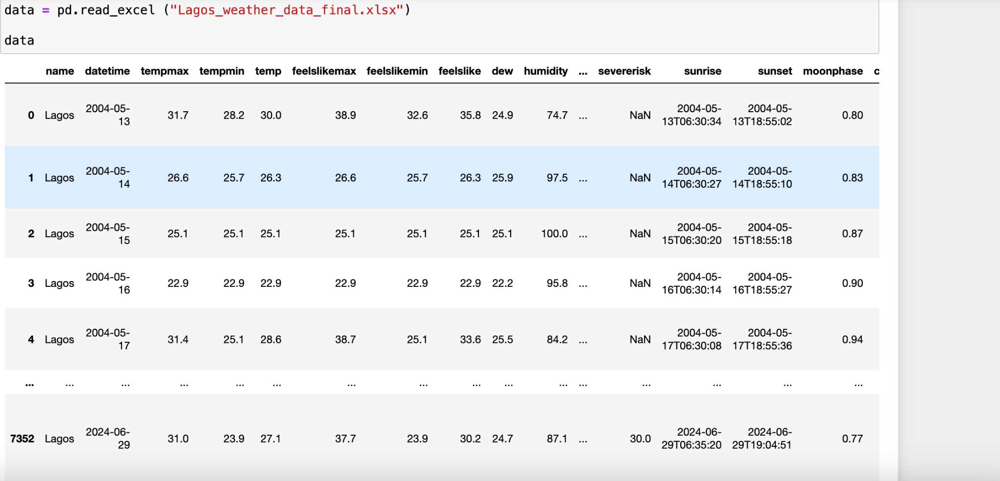 data = pd.read_excel ("Lagos_weather_data_final.xlsx")
data
name datetime tempmax tempmin temp feelslikemax feelslikemin feelslike dew humidity ... severerisk sunrise sunset moonphase c
0 Lagos 2004-05-13 31.7 28.2 30.0 38.9 32.6 35.8 24.9 74.7 ... NaN 2004-05-13T06:30:34 2004-05-13T18:55:02 0.80
1 Lagos 2004-05-14 26.6 25.7 26.3 26.6 25.7 26.3 25.9 97.5 ... NaN 2004-05-14T06:30:27 2004-05-14T18:55:10 0.83
2 Lagos 2004-05-15 25.1 25.1 25.1 25.1 25.1 25.1 25.1 100.0 ... NaN 2004-05-15T06:30:20 2004-05-15T18:55:18 0.87
3 Lagos 2004-05-16 22.9 22.9 22.9 22.9 22.9 22.9 22.2 95.8 ... NaN 2004-05-16T06:30:14 2004-05-16T18:55:27 0.90
4 Lagos 2004-05-17 31.4 25.1 28.6 38.7 25.1 33.6 25.5 84.2 ... NaN 2004-05-17T06:30:08 2004-05-17T18:55:36 0.94
... ... ... ... ... ... ... ... ... ... ... ... ... ... ... ...
7352 Lagos 2024-06-29 31.0 23.9 27.1 37.7 23.9 30.2 24.7 87.1 ... 30.0 2024-06-29T06:35:20 2024-06-29T19:04:51 0.77